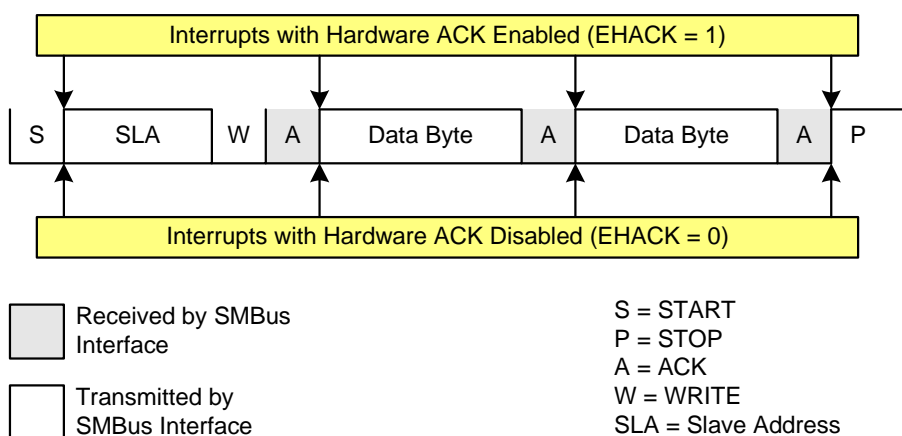 Interrupts with Hardware ACK Enabled (EHACK = 1)
S SLA W A Data Byte A Data Byte A P
Interrupts with Hardware ACK Disabled (EHACK = 0)
Received by SMBus
Interface
Transmitted by
SMBus Interface
S = START
P = STOP
A = ACK
W = WRITE
SLA = Slave Address